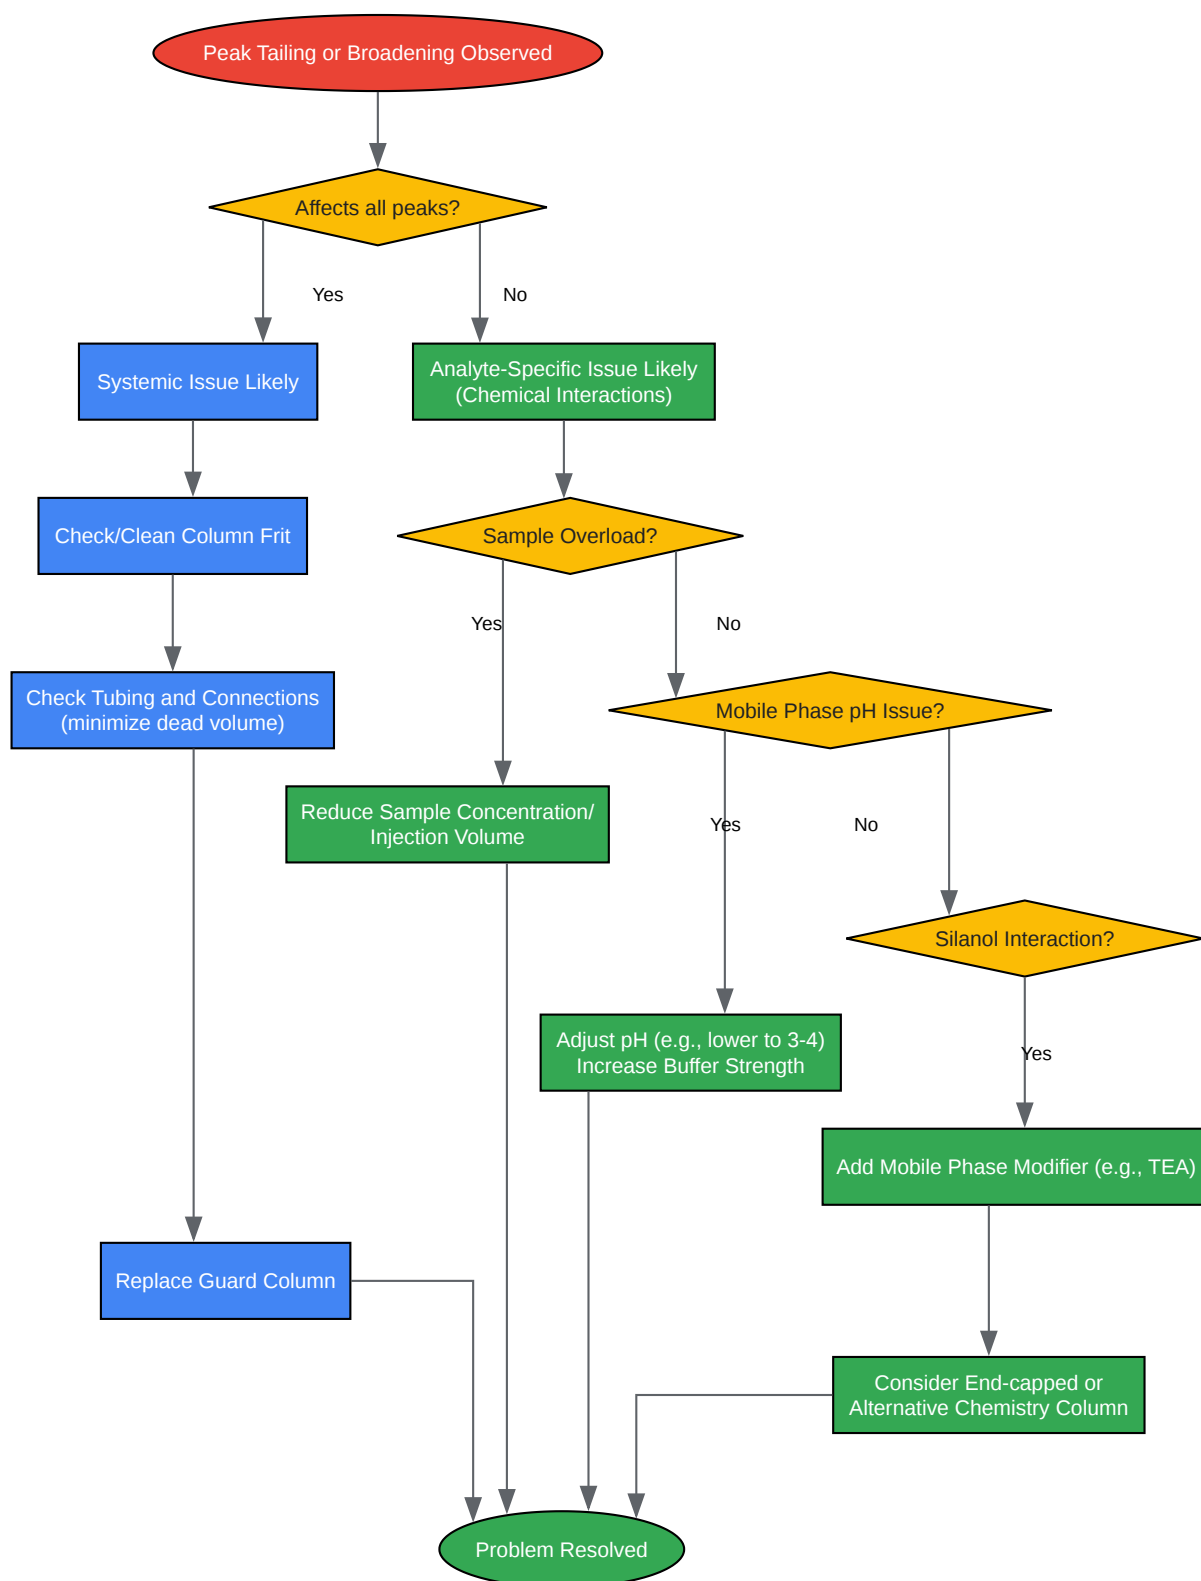 Peak Tailing or Broadening Observed
Affects all peaks?
Yes
No
Systemic Issue Likely
Analyte-Specific Issue Likely
(Chemical Interactions)
Check/Clean Column Frit
Sample Overload?
Yes
No
Check Tubing and Connections
(minimize dead volume)
Mobile Phase pH Issue?
Reduce Sample Concentration/
Injection Volume
Yes
No
Silanol Interaction?
Adjust pH (e.g., lower to 3-4)
Increase Buffer Strength
Yes
Add Mobile Phase Modifier (e.g., TEA)
Replace Guard Column
Consider End-capped or
Alternative Chemistry Column
Problem Resolved